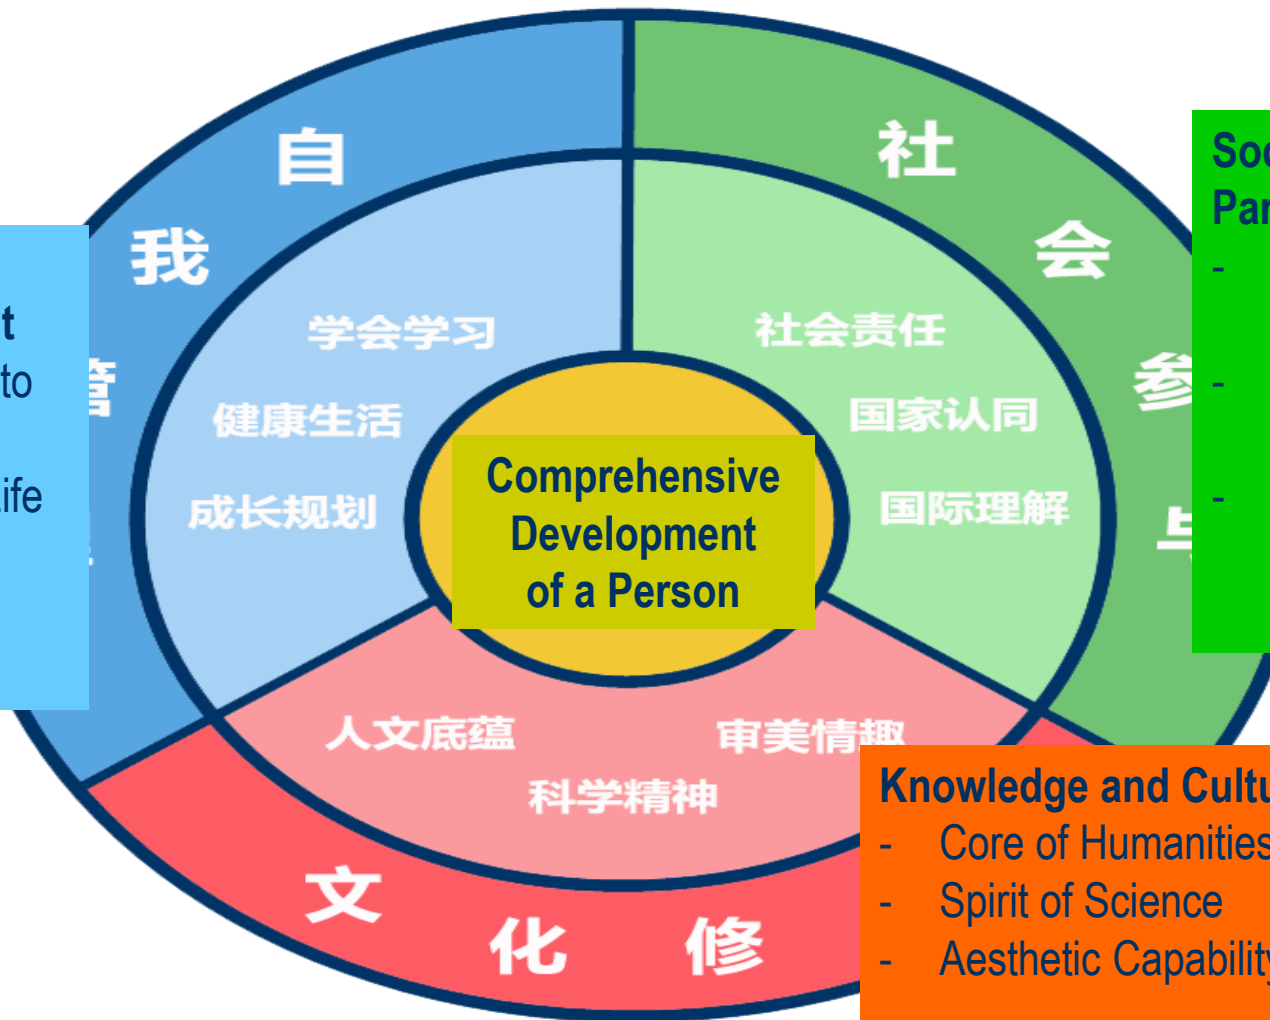 自
我
社
会
学会学习
健康生活
成长规划
社会责任
国家认同
国际理解
to
Comprehensive
Development
of a Person
人文底蕴
审美情趣
科学精神
文
化
修
Knowledge and
- Core of Humanities
- Spirit of Science
- Aesthetic Capability